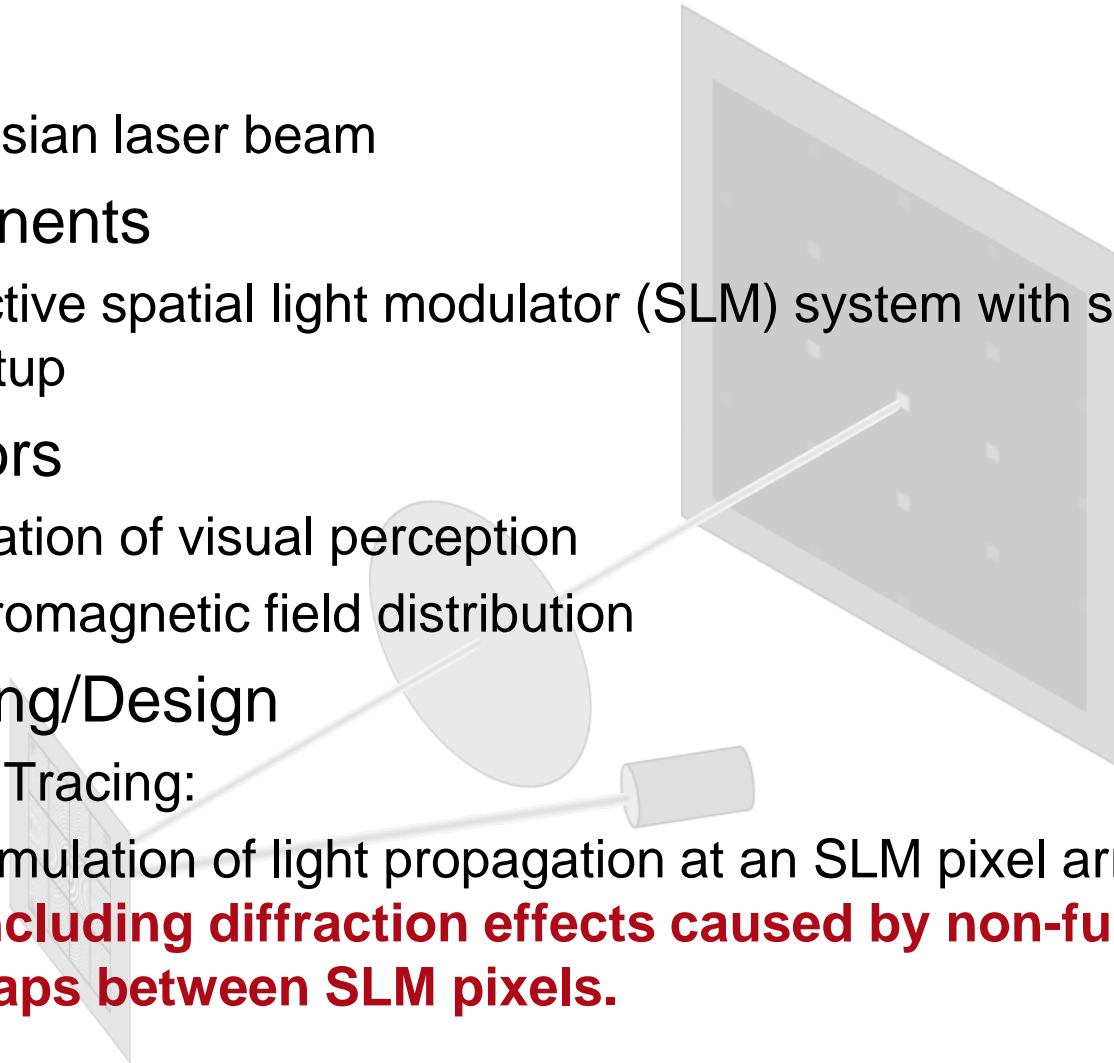 sian laser beam
nents
ctive spatial light modulator (SLM) system with s
tup
ors
ation of visual perception
romagnetic field distribution
ng/Design
Tracing:
mulation of light propagation at an SLM pixel arr
ncluding diffraction effects caused by non-fu
aps between SLM pixels.